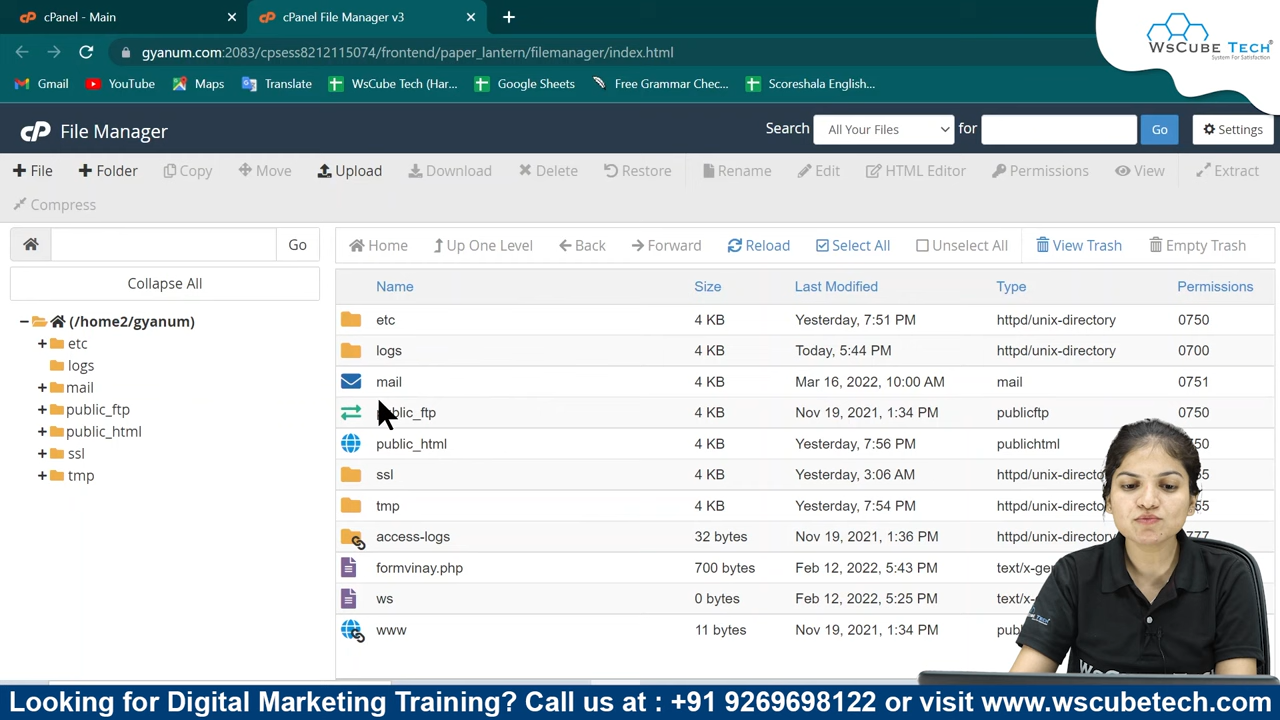 cPanel - Main
cPanel File Manager v3
gyanum.com:2083/cpsess8212115074/frontend/paper_lantern/filemanager/index.html
WsCube Tech
System For Satisfaction
Gmail YouTube Maps Translate WsCube Tech (Har... Google Sheets Free Grammar Chec... Scoreshala English...
cP File Manager
Search All Your Files for Go Settings
File Folder Copy Move Upload Download Delete Restore Rename Edit HTML Editor Permissions View Extract
Compress
Go
Collapse All
(/home2/gyanum)
etc
logs
mail
public_ftp
public_html
ssl
tmp
Home Up One Level Back Forward Reload Select All Unselect All View Trash Empty Trash
Name Size Last Modified Type Permissions
etc 4 KB Yesterday, 7:51 PM httpd/unix-directory 0750
logs 4 KB Today, 5:44 PM httpd/unix-directory 0700
mail 4 KB Mar 16, 2022, 10:00 AM mail 0751
public_ftp 4 KB Nov 19, 2021, 1:34 PM publicftp 0750
public_html 4 KB Yesterday, 7:56 PM publichtml 
ssl 4 KB Yesterday, 3:06 AM
tmp 4 KB Yesterday, 7:54 PM
access-logs 32 bytes Nov 19, 2021, 1:36 PM
formvinay.php 700 bytes Feb 12, 2022, 5:43 PM
ws 0 bytes Feb 12, 2022, 5:25 PM
www 11 bytes Nov 19, 2021, 1:34 PM
Looking for Digital Marketing Training? Call us at : +91 9269698122 or visit www.wscubetech.com